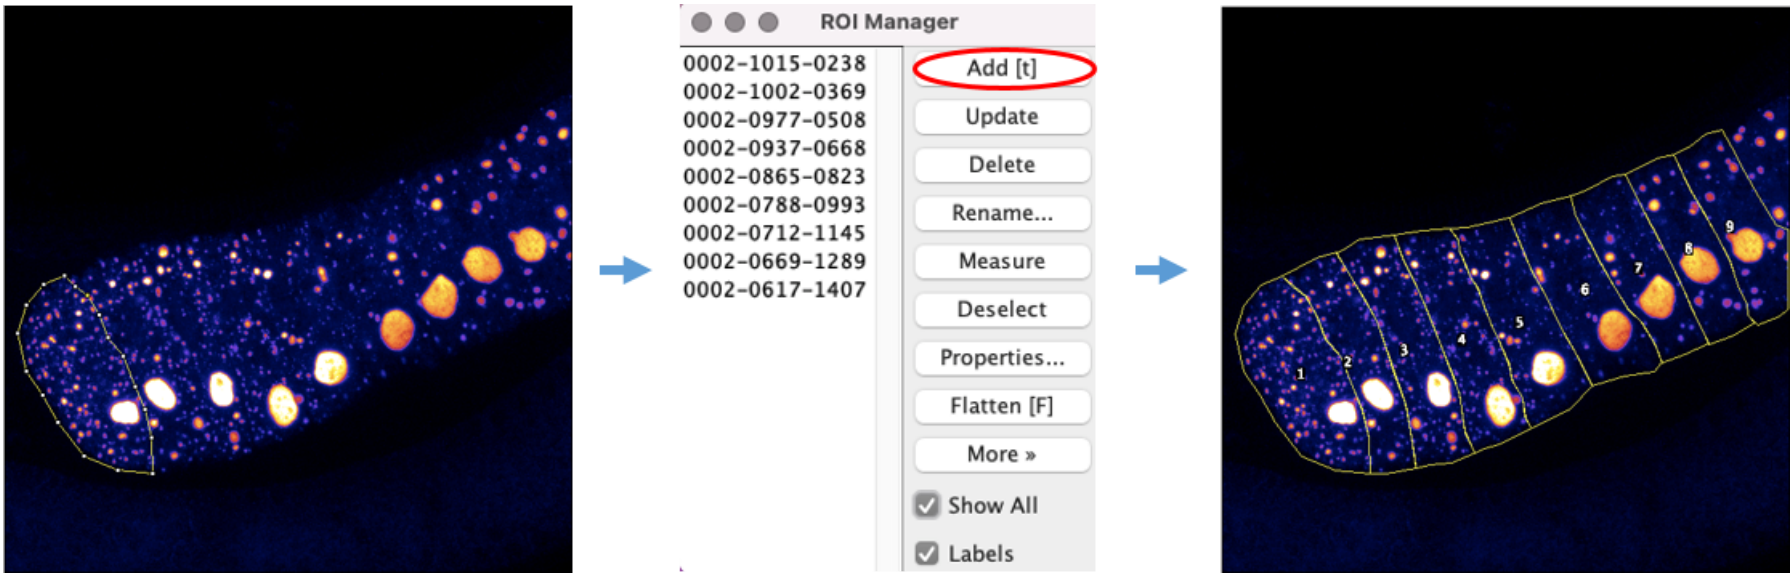 ROI Manager
0002-1015-0238
0002-1002-0369
0002-0977-0508
0002-0937-0668
0002-0865-0823
0002-0788-0993
0002-0712-1145
0002-0669-1289
0002-0617-1407
Add [t]
Update
Delete
Rename...
Measure
Deselect
Properties...
Flatten [F]
More »
Show All
Labels
1
2
3
4
5
6
7
8
9